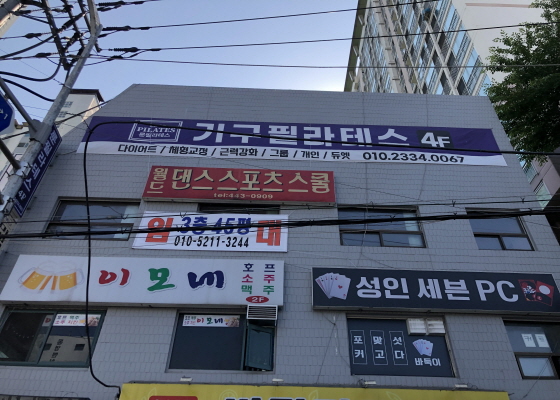 PILATES
기구필라테스 4F
다이어트 / 체형교정 / 근력강화 / 그룹 / 개인 / 듀엣 010.2334.0067
월드 댄스스포츠스쿨
tel:443-0909
임 3층 45평 대
010-5211-3244
이모네 호프 소주 맥주 2F
성인 세븐 PC
이모네
포커 맞고 섯다
바둑이